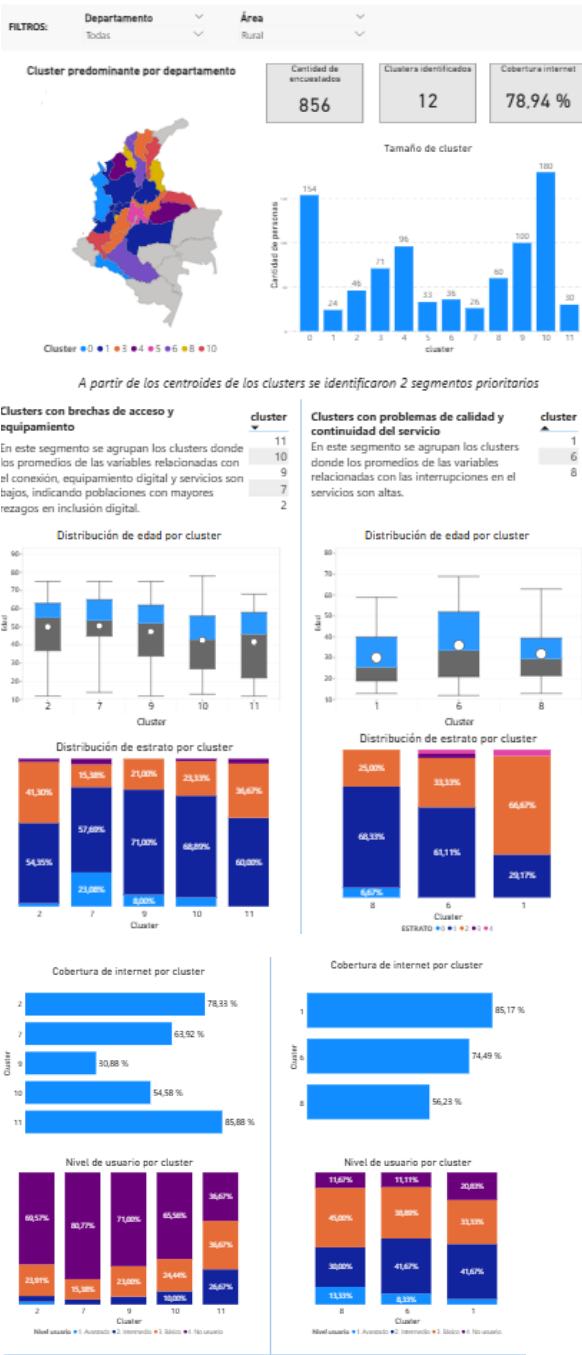 FILTROS:
Departamento
Todas
Área
Rural
Cluster predominante por departamento
Cantidad de
encuestados
856
Clusters identificados
12
Cobertura internet
78,94 %
Tamaño de cluster
Cantidad de personas
154
24
46
71
96
33
36
26
60
100
180
30
0 1 2 3 4 5 6 7 8 9 10 11
cluster
Cluster 0 1 3 4 5 6 8 10
A partir de los centroides de los clusters se identificaron 2 segmentos prioritarios
Clusters con brechas de acceso y
equipamiento
En este segmento se agrupan los clusters donde
los promedios de las variables relacionadas con
el conexión, equipamiento digital y servicios son
bajos, indicando poblaciones con mayores
rezagos en inclusión digital.
cluster
11
10
9
7
2
Clusters con problemas de calidad y
continuidad del servicio
En este segmento se agrupan los clusters
donde los promedios de las variables
relacionadas con las interrupciones en el
servicios son altas.
cluster
1
6
8
Distribución de edad por cluster
Edad
90
80
70
60
50
40
30
20
10
2 7 9 10 11
Cluster
Distribución de edad por cluster
Edad
80
70
60
50
40
30
20
10
1 6 8
Cluster
Distribución de estrato por cluster
41,30% 15,38% 21,00% 23,33% 36,67%
54,35% 57,69% 71,00% 68,89% 60,00%
23,08% 8,00%
2 7 9 10 11
Cluster
Distribución de estrato por cluster
25,00% 33,33% 66,67%
68,33% 61,11% 29,17%
6,67%
8 6 1
Cluster
ESTRATO 0 1 2 3 4
Cobertura de internet por cluster
Cluster
2 78,33 %
7 63,92 %
9 30,88 %
10 54,58 %
11 85,88 %
Cobertura de internet por cluster
Cluster
1 85,17 %
6 74,49 %
8 56,23 %
Nivel de usuario por cluster
69,57% 80,77% 71,00% 65,56% 36,67%
23,91% 15,38% 23,00% 24,44% 36,67%
10,00% 26,67%
2 7 9 10 11
Cluster
Nivel usuario 1. Avanzado 2. Intermedio 3. Básico 4. No usuario
Nivel de usuario por cluster
11,67% 11,11% 20,83%
45,00% 38,89% 33,33%
30,00% 41,67% 41,67%
13,33% 8,33%
8 6 1
Cluster
Nivel usuario 1. Avanzado 2. Intermedio 3. Básico 4. No usuario